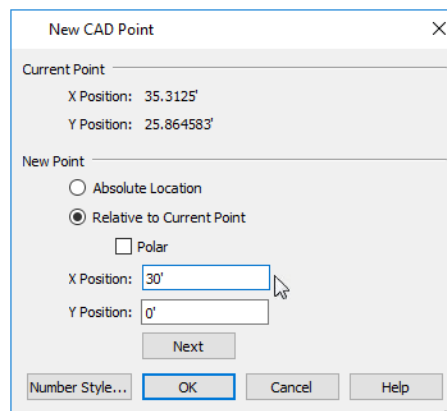 New CAD Point
Current Point
X Position: 35.3125'
Y Position: 25.864583'
New Point
Absolute Location
Relative to Current Point
Polar
X Position: 30'
Y Position: 0'
Next
Number Style... OK Cancel Help